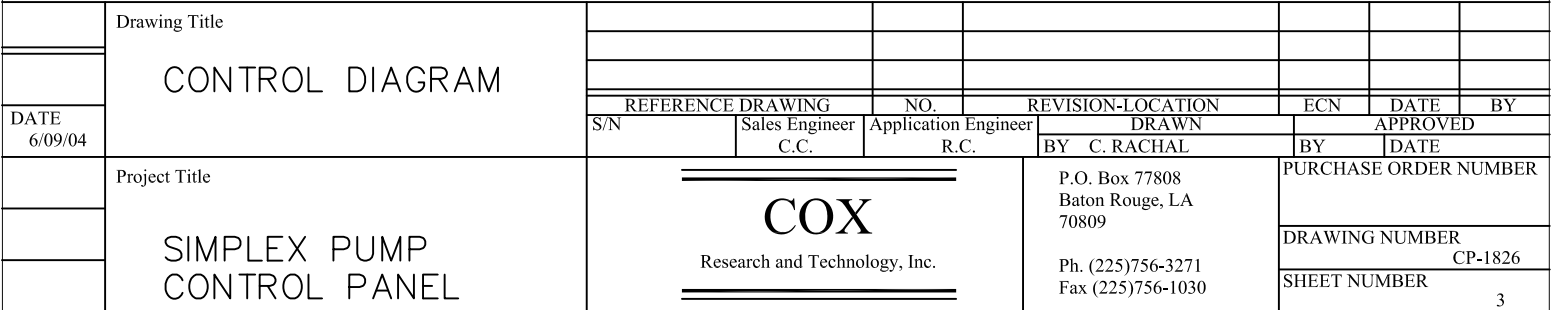 Drawing Title
CONTROL DIAGRAM
REFERENCE DRAWING NO. REVISION-LOCATION ECN DATE BY
DATE
6/09/04
S/N Sales Engineer Application Engineer DRAWN APPROVED
C.C. R.C. BY C. RACHAL BY DATE
Project Title
SIMPLEX PUMP
CONTROL PANEL
COX
Research and Technology, Inc.
P.O. Box 77808
Baton Rouge, LA
70809
Ph. (225)756-3271
Fax (225)756-1030
PURCHASE ORDER NUMBER
DRAWING NUMBER
CP-1826
SHEET NUMBER
3